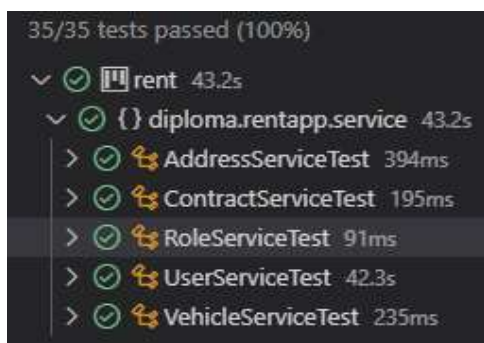 35/35 tests passed (100%)
rent 43.2s
{} diploma.rentapp.service 43.2s
AddressServiceTest 394ms
ContractServiceTest 195ms
RoleServiceTest 91ms
UserServiceTest 42.3s
VehicleServiceTest 235ms